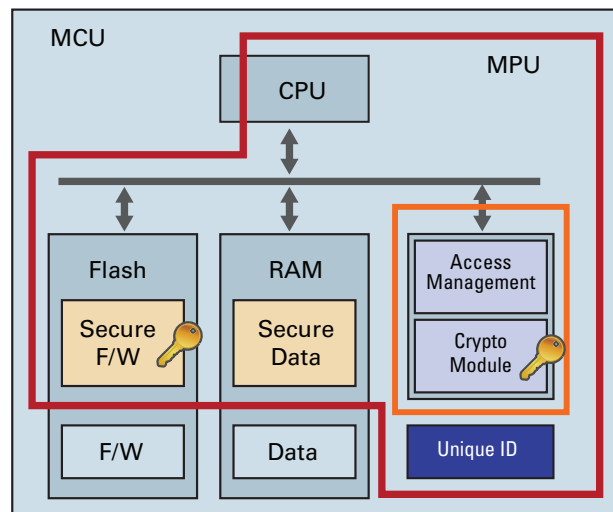 MCU
MPU
CPU
Flash
RAM
Access
Management
Secure
F/W
Secure
Data
Crypto
Module
F/W
Data
Unique ID